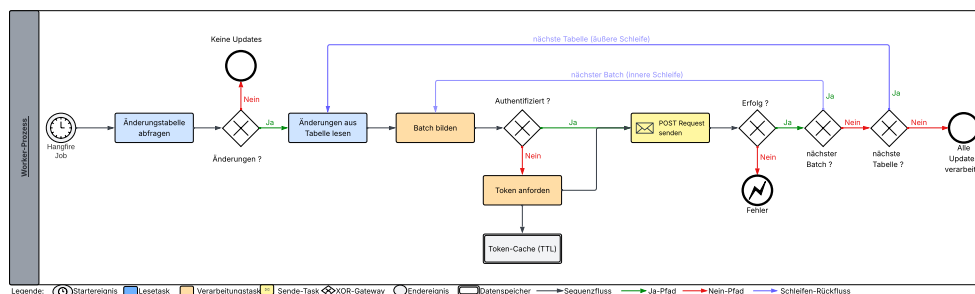 Worker-Prozess
nächste Tabelle (äußere Schleife)
Keine Updates
nächster Batch (innere Schleife)
Nein
Authentifiziert ?
Erfolg ?
Ja
Ja
Hangfire
Job
Änderungstabelle
abfragen
Ja
Änderungen ?
Änderungen aus
Tabelle lesen
Batch bilden
Ja
Nein
POST Request
senden
Ja
Nein
Nein
Nein
nächster
Batch ?
nächste
Tabelle ?
Alle
Update
verarbeit
Token anforden
Fehler
Token-Cache (TTL)
Legende:
Startereignis
Lesetask
Verarbeitungstask
Sende-Task
XOR-Gateway
Endereignis
Datenspeicher
Sequenzfluss
Ja-Pfad
Nein-Pfad
Schleifen-Rückfluss